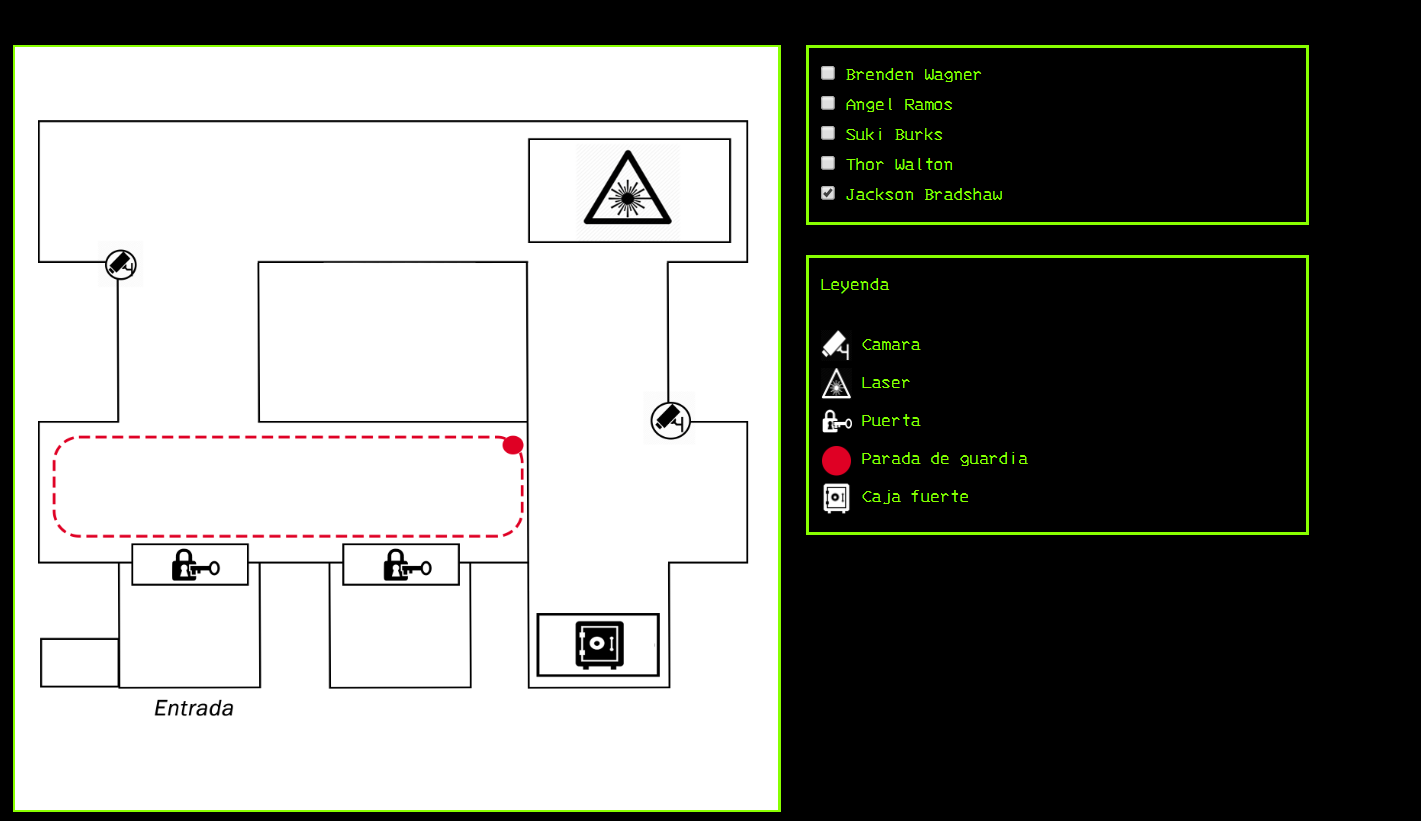 Brenden Wagner
Angel Ramos
Suki Burks
Thor Walton
Jackson Bradshaw
Leyenda
Camara
Laser
Puerta
Parada de guardia
Caja fuerte
Entrada